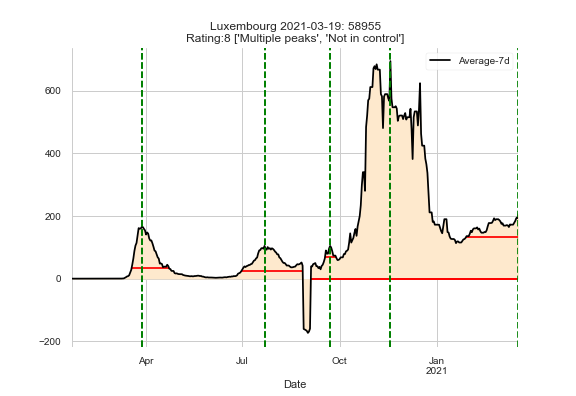 Luxembourg 2021-03-19: 58955
Rating:8 ['Multiple peaks', 'Not in control']
Average-7d
600
400
200
0
−200
Apr
Jul
Oct
Jan
2021
Date